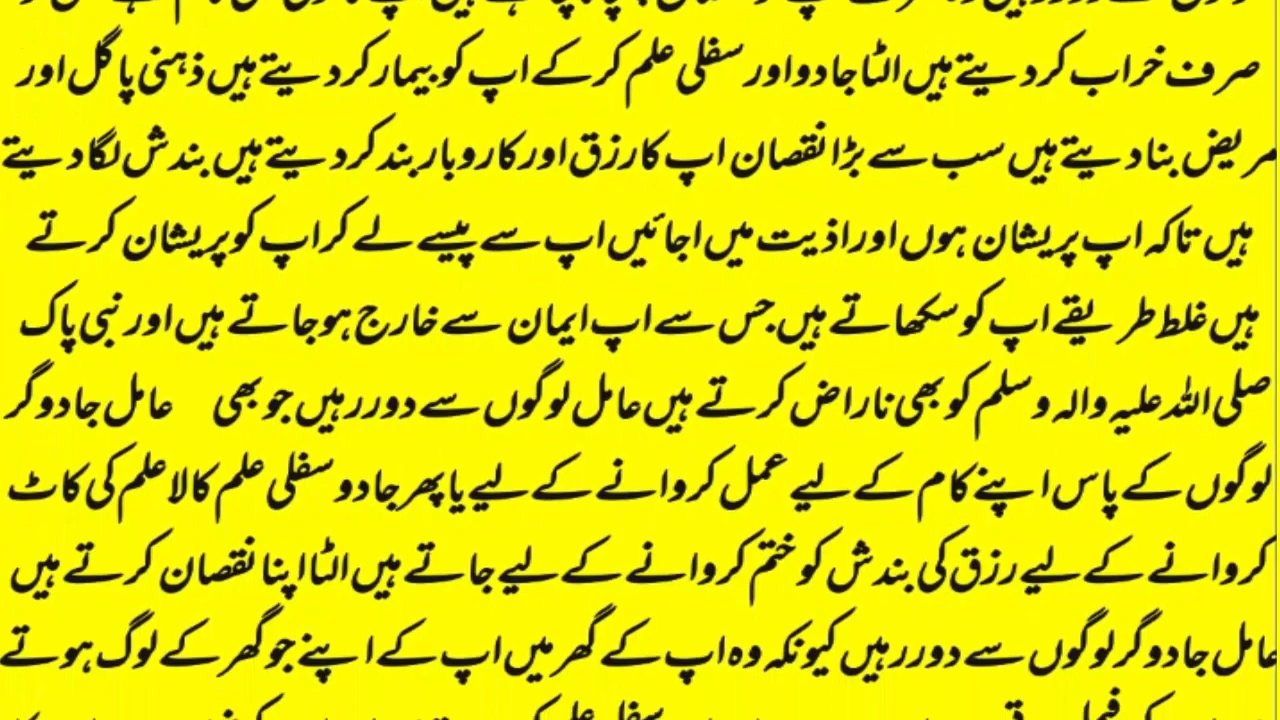 صرف خراب کر دیتے ہیں الٹا جادو اور سفلی علم کر کے اپ کو بیمار کر دیتے ہیں ذہنی پاگل اور
مریض بنا دیتے ہیں سب سے بڑا نقصان اپ کا رزق اور کاروبار بند کر دیتے ہیں بندش لگا دیتے
ہیں تاکہ اپ پریشان ہوں اور اذیت میں اجائیں اپ سے پیسے لے کر اپ کو پریشان کرتے
ہیں غلط طریقے اپ کو سکھاتے ہیں جس سے اپ ایمان سے خارج ہو جاتے ہیں اور نبی پاک
صلی اللہ علیہ والہ وسلم کو بھی ناراض کرتے ہیں عامل لوگوں سے دور رہیں جو بھی عامل جادوگر
لوگوں کے پاس اپنے کام کے لیے عمل کروانے کے لیے یا پھر جادو سفلی علم کالا علم کی کاٹ
کروانے کے لیے رزق کی بندش کو ختم کروانے کے لیے جاتے ہیں الٹا اپنا نقصان کرتے ہیں
عامل جادوگر لوگوں سے دور رہیں کیونکہ وہ اپ کے گھر میں اپ کے اپنے جو گھر کے لوگ ہوتے